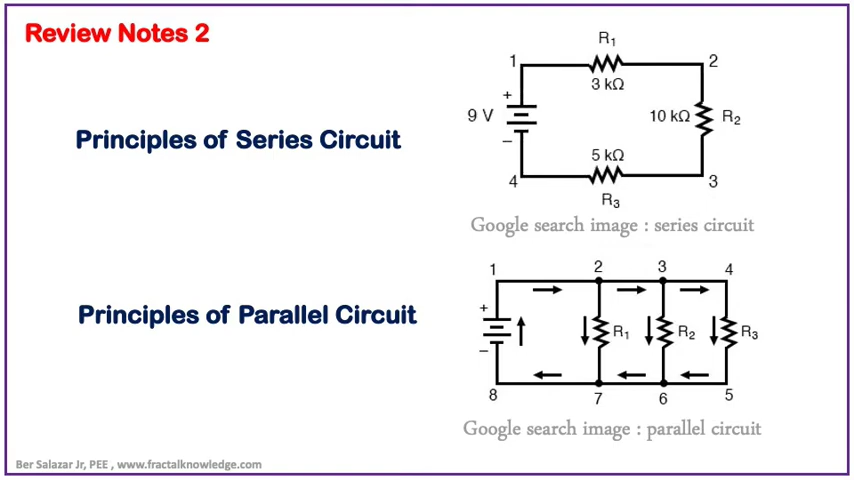 Review Notes 2
R1
1
2
3 kΩ
+
9 V
10 kΩ
R2
–
5 kΩ
4
3
R3
Principles of Series Circuit
Google search image : series circuit
1
2
3
4
+
R1
R2
R3
–
8
7
6
5
Principles of Parallel Circuit
Google search image : parallel circuit
Ber Salazar Jr, PEE , www.fractalknowledge.com